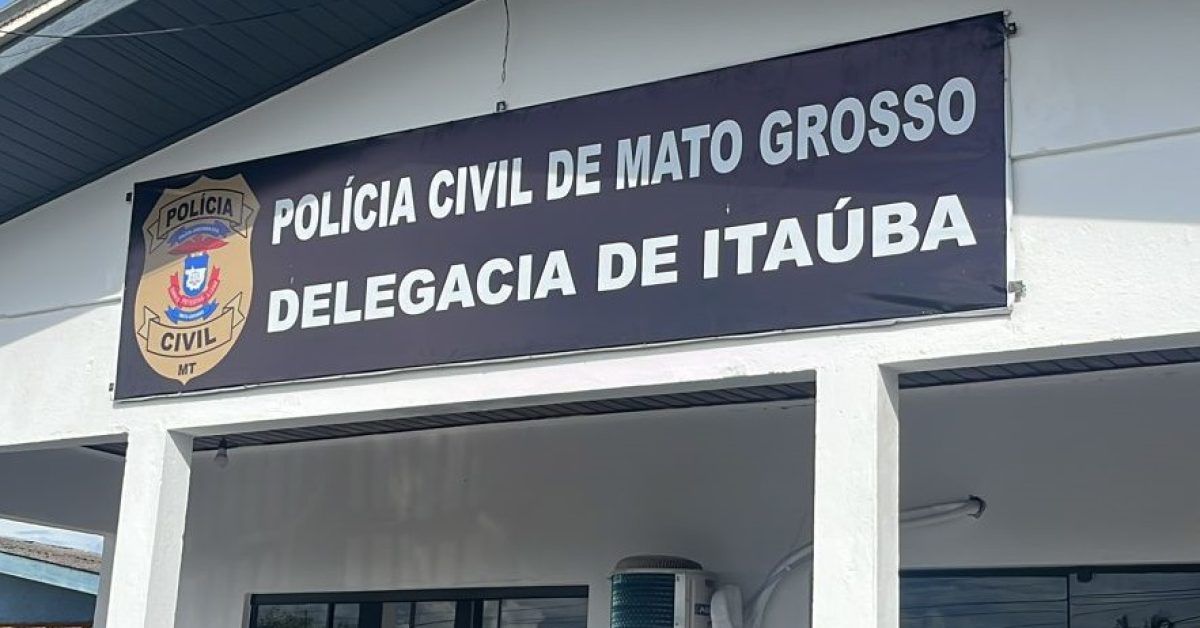 POLÍCIA CIVIL DE MATO GROSSO
DELEGACIA DE ITAÚBA
POLÍCIA
CIVIL
MT